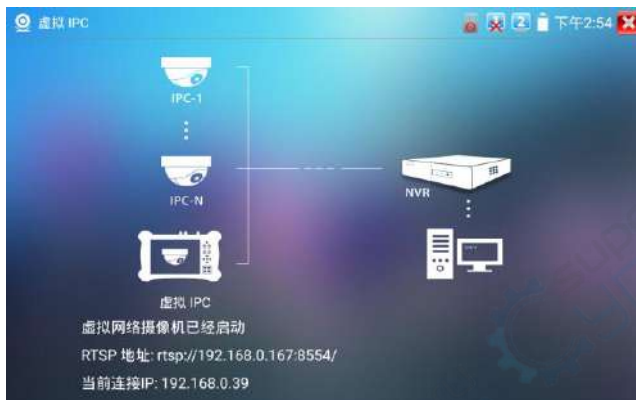 虚拟 IPC
1
2
下午2:54
IPC-1
IPC-N
NVR
虚拟 IPC
虚拟网络摄像机已经启动
RTSP 地址: rtsp://192.168.0.167:8554/
当前连接IP: 192.168.0.39